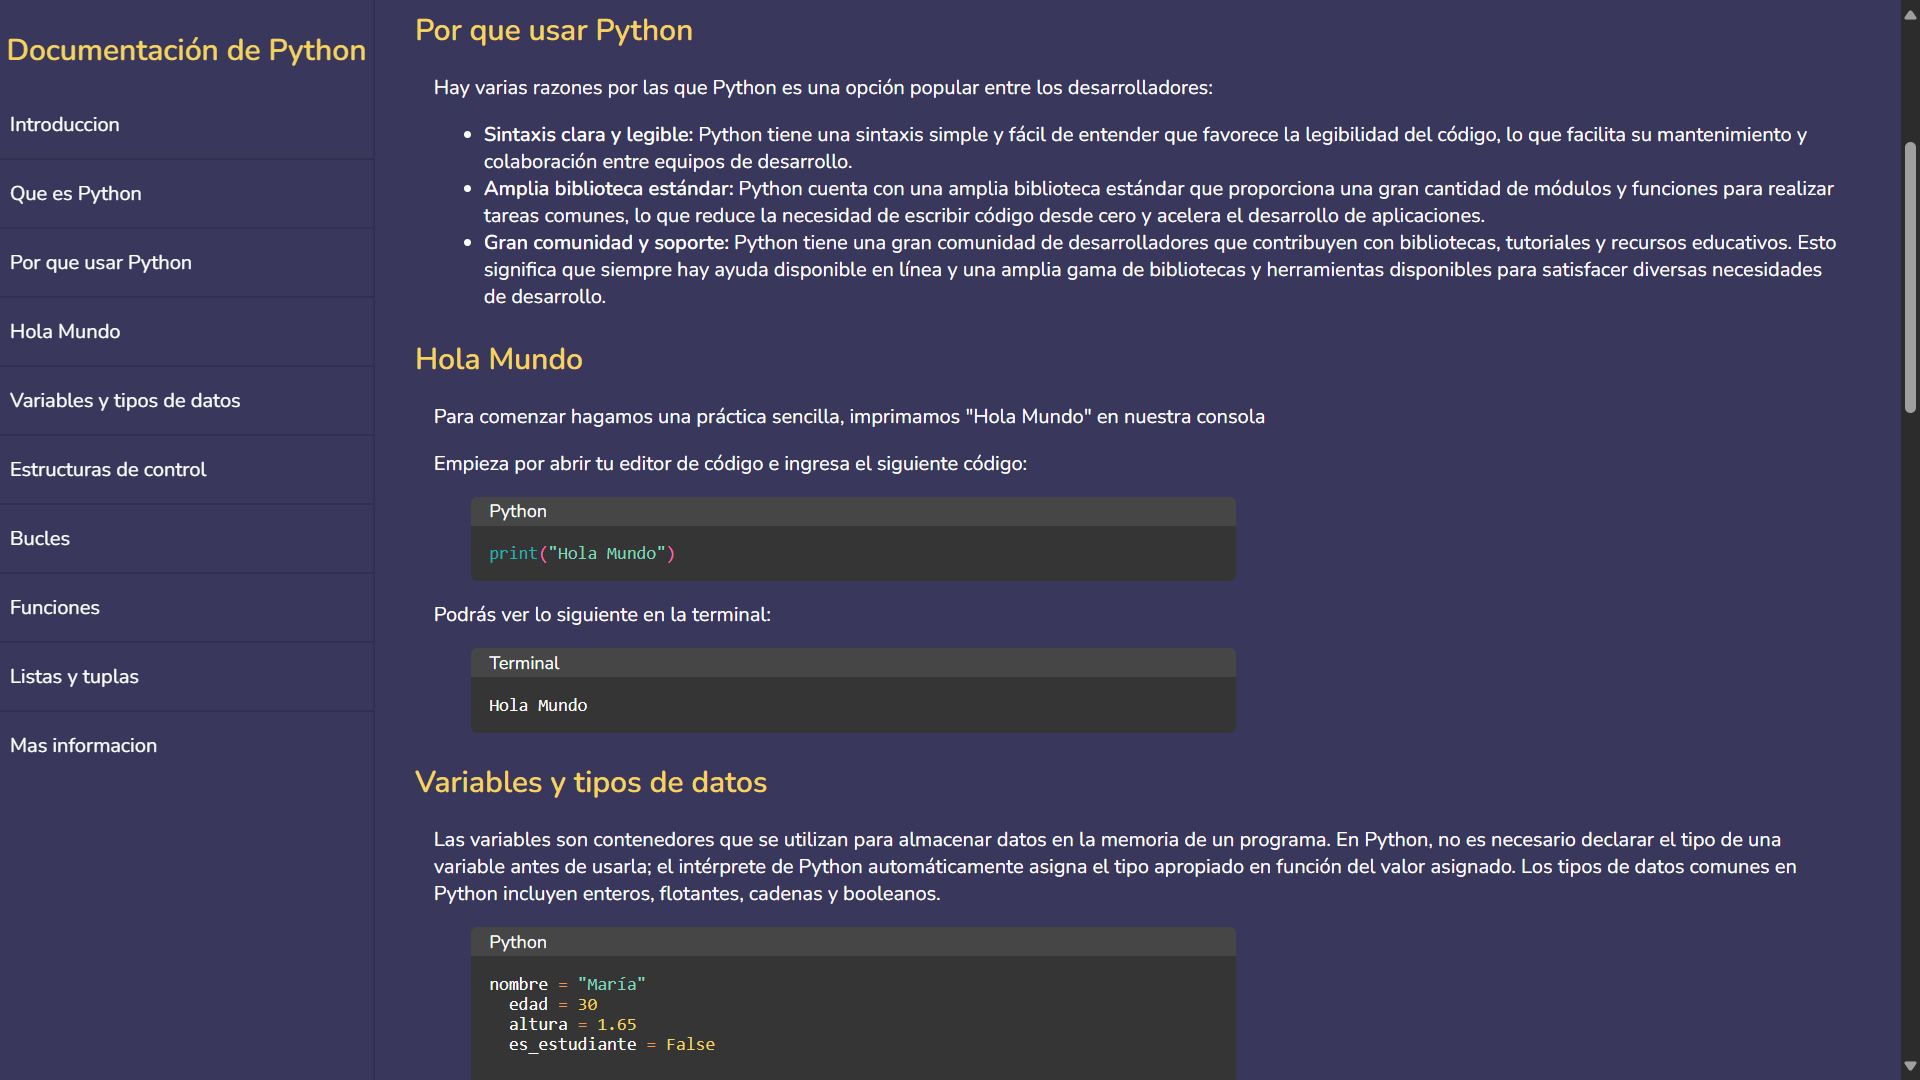 Documentación de Python
Introduccion
Que es Python
Por que usar Python
Hola Mundo
Variables y tipos de datos
Estructuras de control
Bucles
Funciones
Listas y tuplas
Mas informacion
Por que usar Python
Hay varias razones por las que Python es una opción popular entre los desarrolladores:
Sintaxis clara y legible: Python tiene una sintaxis simple y fácil de entender que favorece la legibilidad del código, lo que facilita su mantenimiento y
colaboración entre equipos de desarrollo.
Amplia biblioteca estándar: Python cuenta con una amplia biblioteca estándar que proporciona una gran cantidad de módulos y funciones para realizar
tareas comunes, lo que reduce la necesidad de escribir código desde cero y acelera el desarrollo de aplicaciones.
Gran comunidad y soporte: Python tiene una gran comunidad de desarrolladores que contribuyen con bibliotecas, tutoriales y recursos educativos. Esto
significa que siempre hay ayuda disponible en línea y una amplia gama de bibliotecas y herramientas disponibles para satisfacer diversas necesidades
de desarrollo.
Hola Mundo
Para comenzar hagamos una práctica sencilla, imprimamos "Hola Mundo" en nuestra consola
Empieza por abrir tu editor de código e ingresa el siguiente código:
Python
print("Hola Mundo")
Podrás ver lo siguiente en la terminal:
Terminal
Hola Mundo
Variables y tipos de datos
Las variables son contenedores que se utilizan para almacenar datos en la memoria de un programa. En Python, no es necesario declarar el tipo de una
variable antes de usarla; el intérprete de Python automáticamente asigna el tipo apropiado en función del valor asignado. Los tipos de datos comunes en
Python incluyen enteros, flotantes, cadenas y booleanos.
Python
nombre = "María"
edad = 30
altura = 1.65
es_estudiante = False